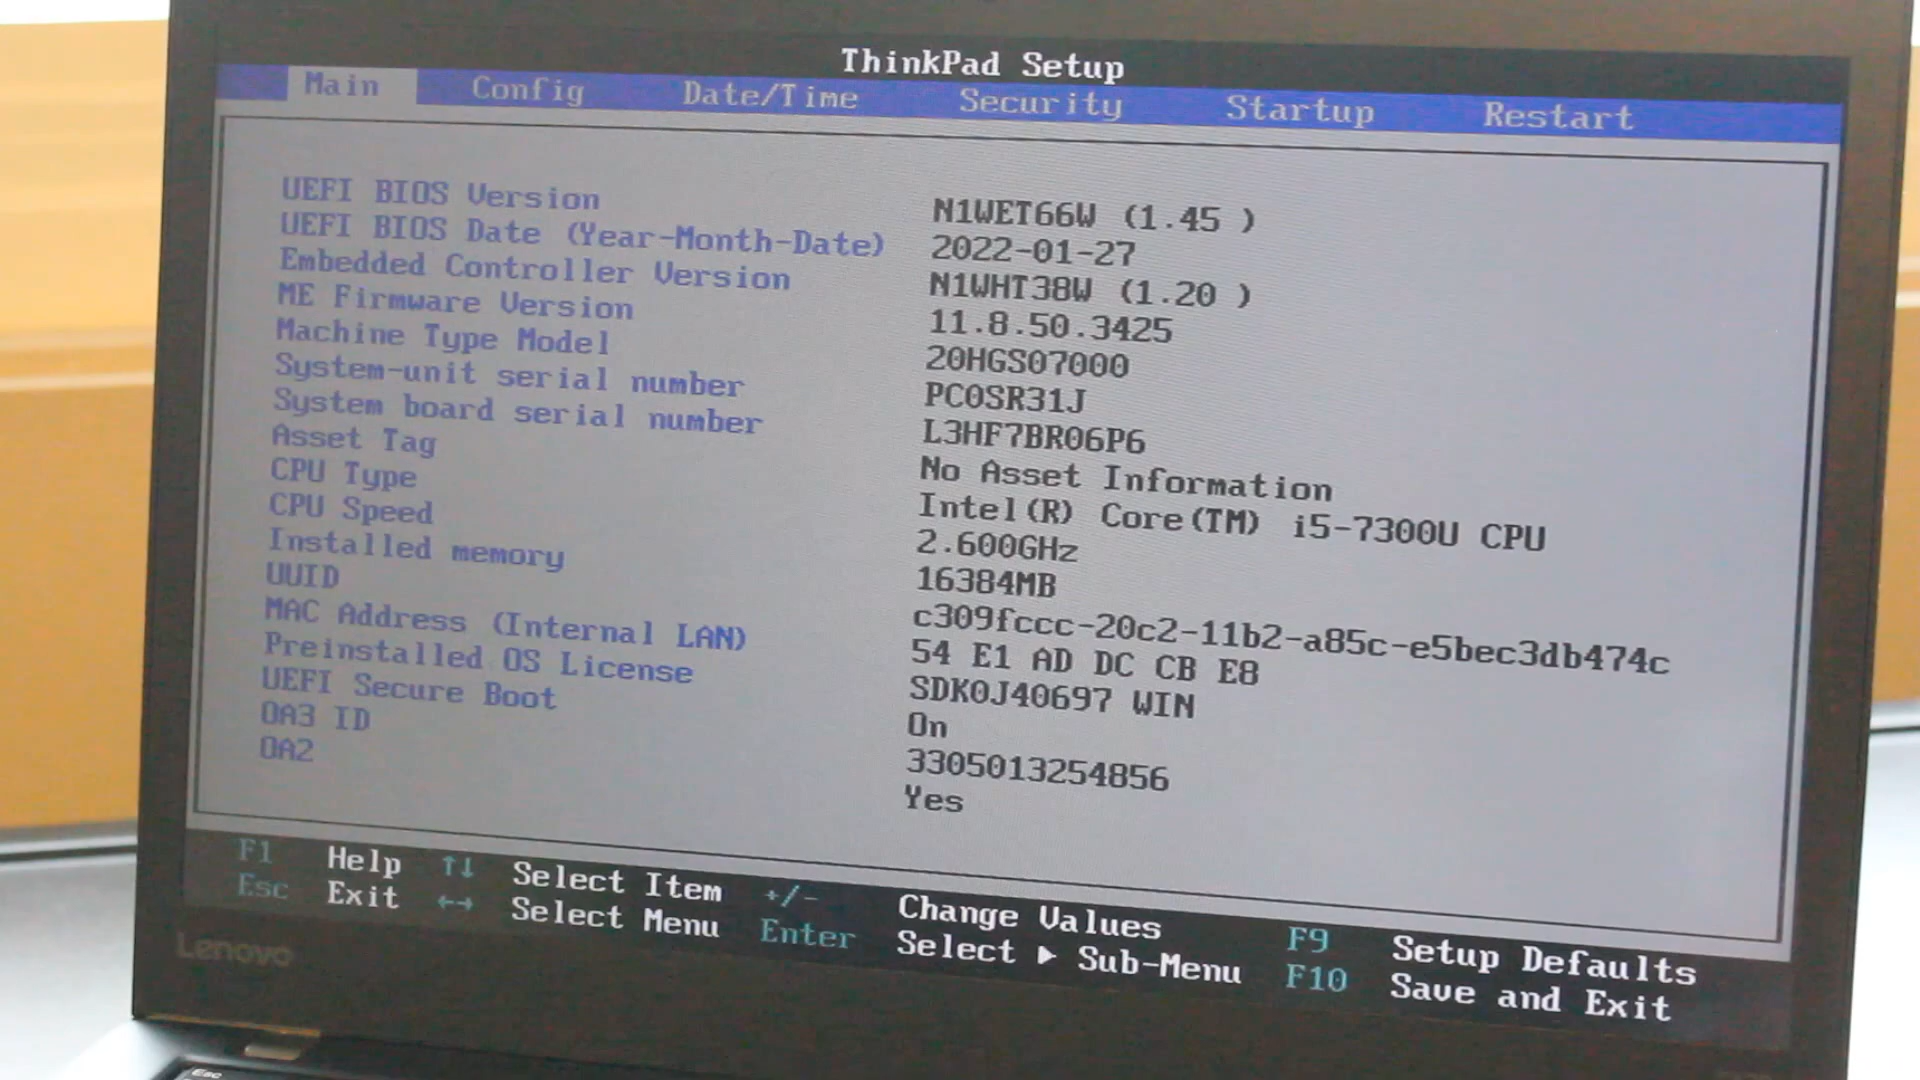 ThinkPad Setup
Main Config Date/Time Security Startup Restart
UEFI BIOS Version N1WET66W (1.45 )
UEFI BIOS Date (Year-Month-Date) 2022-01-27
Embedded Controller Version N1WHT38W (1.20 )
ME Firmware Version 11.8.50.3425
Machine Type Model 20HGS07000
System-unit serial number PC0SR31J
System board serial number L3HF7BR06P6
Asset Tag No Asset Information
CPU Type Intel(R) Core(TM) i5-7300U CPU
CPU Speed 2.600GHz
Installed memory 16384MB
UUID c309fccc-20c2-11b2-a85c-e5bec3db474c
MAC Address (Internal LAN) 54 E1 AD DC CB E8
Preinstalled OS License SDK0J40697 WIN
UEFI Secure Boot On
OA3 ID 3305013254856
OA2 Yes
F1 Help ↑↓ Select Item +/- Change Values F9 Setup Defaults
Esc Exit ←→ Select Menu Enter Select ▶ Sub-Menu F10 Save and Exit
Lenovo
Esc